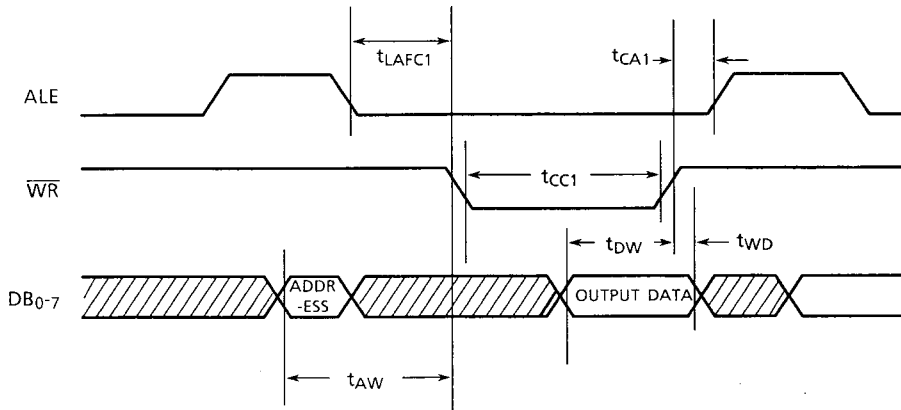 tLAFC1
tCA1
ALE
WR
tCC1
tDW
tWD
DB0-7
ADDR
-ESS
OUTPUT DATA
tAW